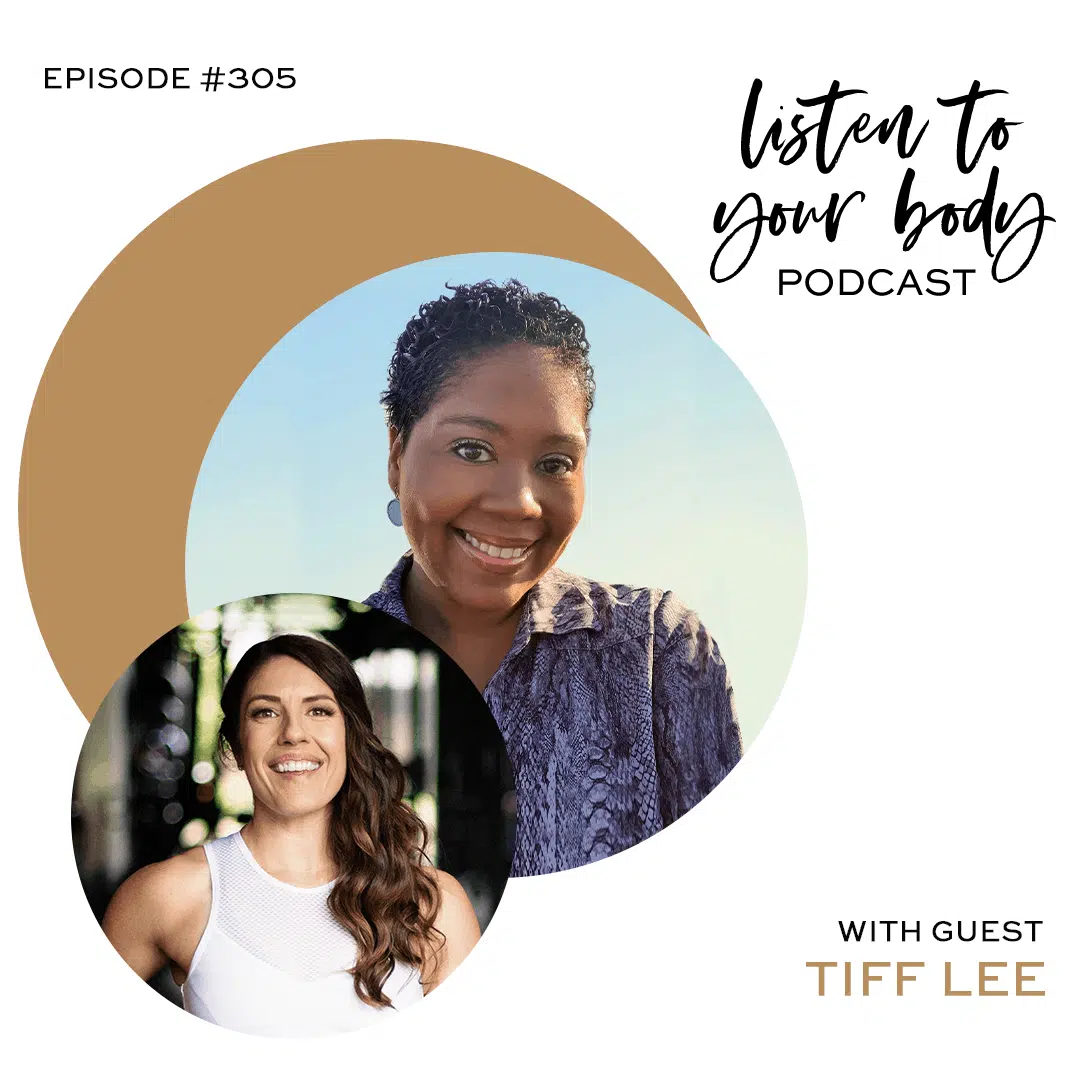 EPISODE #305
listen to
your body
PODCAST
WITH GUEST
TIFF LEE